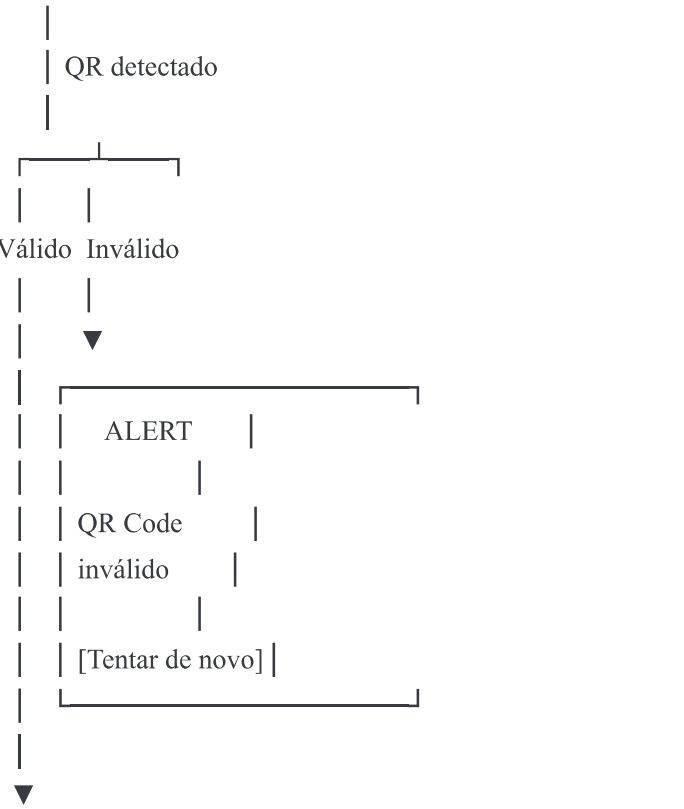 QR detectado
Válido Inválido
▼
ALERT
QR Code
inválido
[Tentar de novo]
▼